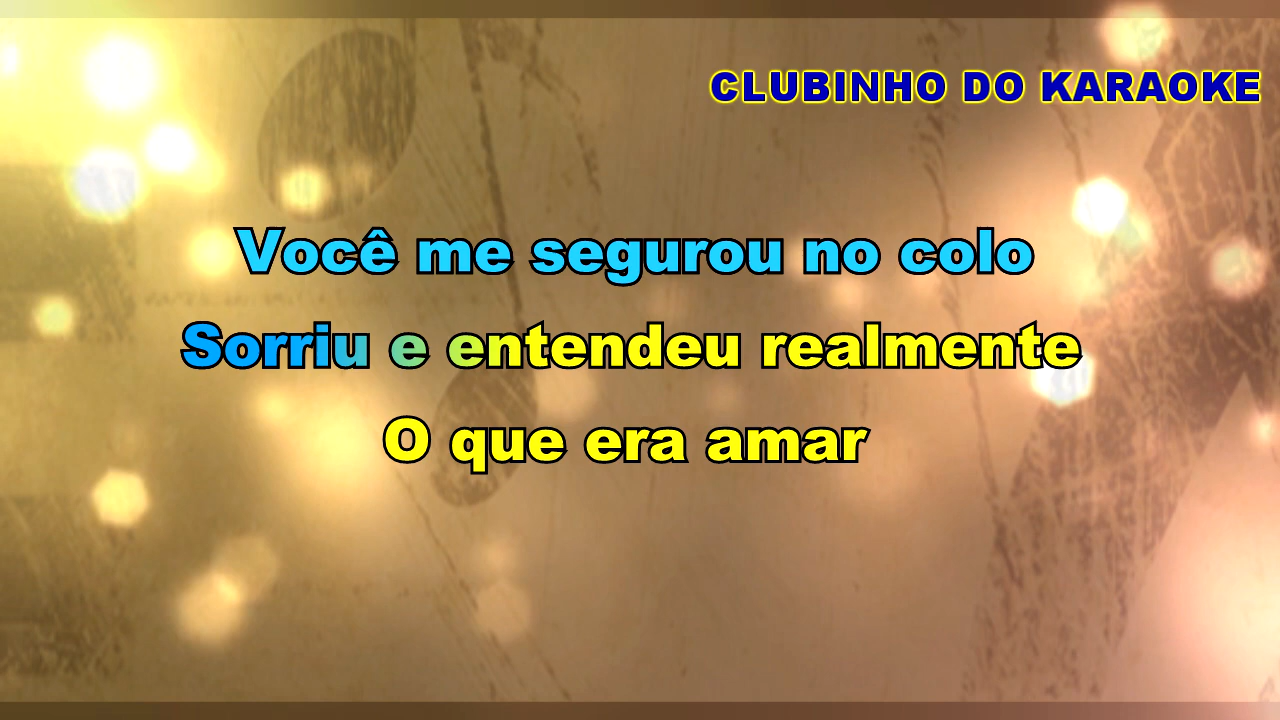 CLUBINHO DO KARAOKE
Você me segurou no colo
Sorriu e entendeu realmente
O que era amar